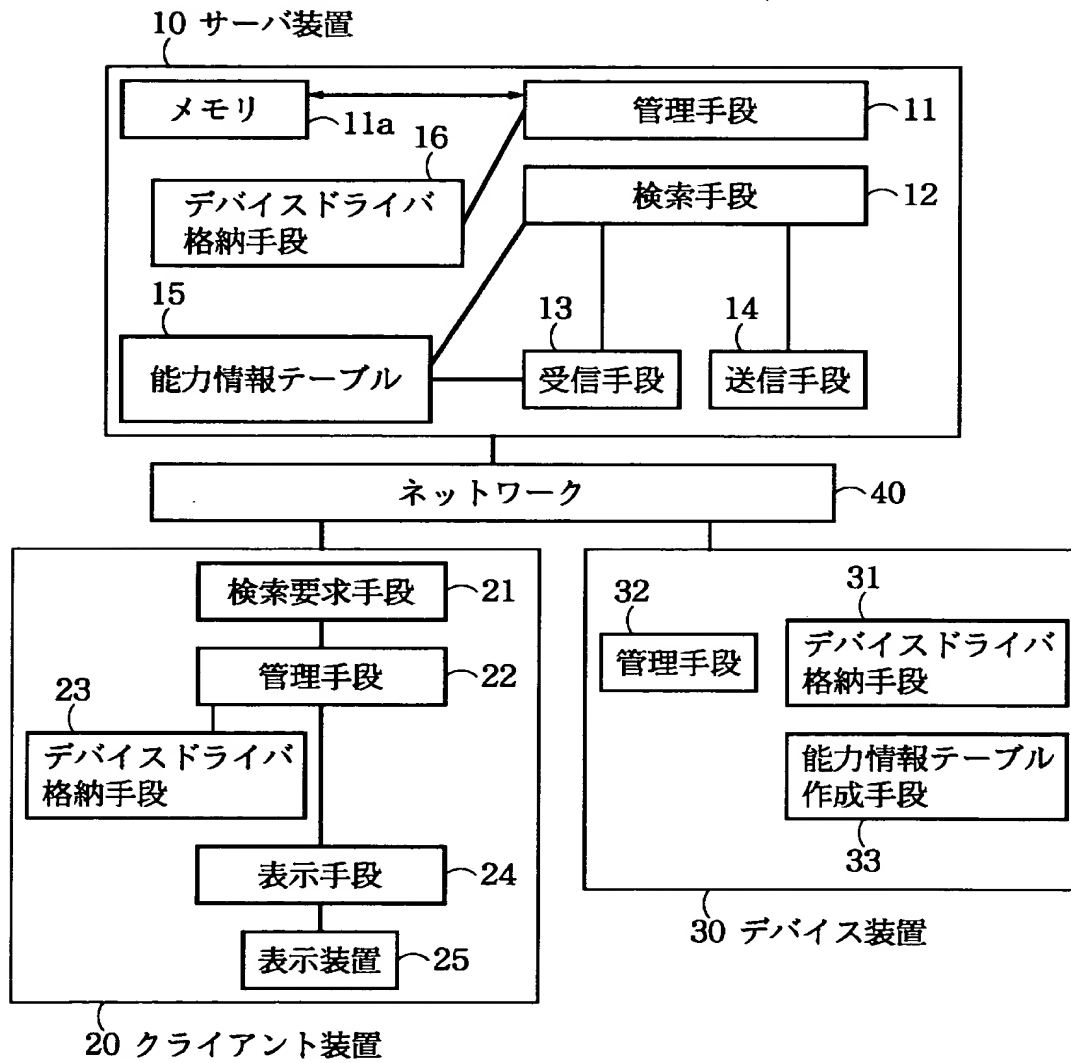 10 サーバ装置
メモリ
11a
管理手段
11
16
デバイスドライバ
格納手段
検索手段
12
15
能力情報テーブル
13
受信手段
14
送信手段
ネットワーク
40
検索要求手段
21
管理手段
22
23
デバイスドライバ
格納手段
表示手段
24
表示装置
25
20 クライアント装置
32
管理手段
31
デバイスドライバ
格納手段
能力情報テーブル
作成手段
33
30 デバイス装置